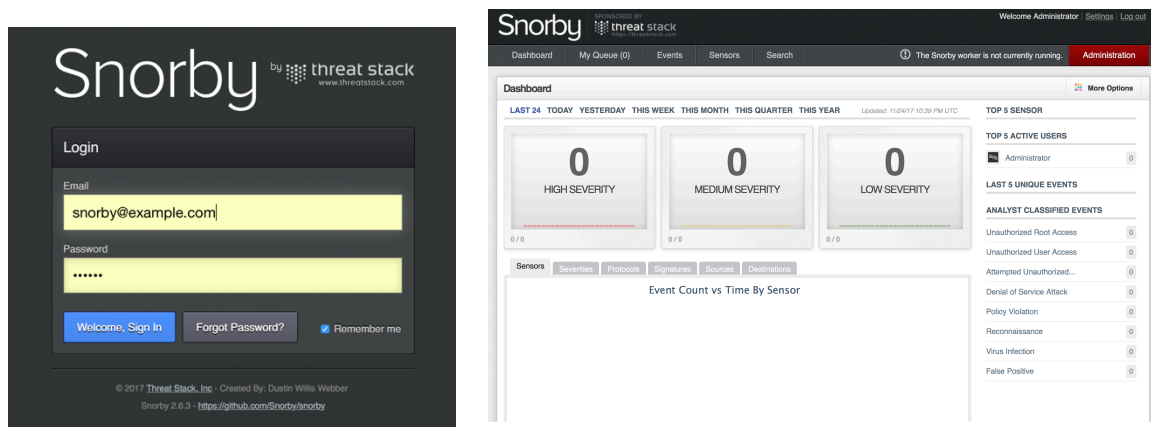 Snorby by threat stack
www.threatstack.com
Login
Email
snorby@example.com
Password
••••••
Welcome, Sign In Forgot Password? Remember me
© 2017 Threat Stack, Inc - Created By: Dustin Willis Webber
Snorby 2.6.3 - https://github.com/Snorby/snorby
Welcome Administrator | Settings | Log out
Snorby SPONSORED BY
threat stack
https://threatstack.com
Dashboard My Queue (0) Events Sensors Search The Snorby worker is not currently running. Administration
Dashboard More Options
LAST 24 TODAY YESTERDAY THIS WEEK THIS MONTH THIS QUARTER THIS YEAR Updated: 11/24/17 10:39 PM UTC
0 0 0
HIGH SEVERITY MEDIUM SEVERITY LOW SEVERITY
0 / 0 0 / 0 0 / 0
Sensors Severities Protocols Signatures Sources Destinations
Event Count vs Time By Sensor
TOP 5 SENSOR
TOP 5 ACTIVE USERS
Administrator 0
LAST 5 UNIQUE EVENTS
ANALYST CLASSIFIED EVENTS
Unauthorized Root Access 0
Unauthorized User Access 0
Attempted Unauthorized... 0
Denial of Service Attack 0
Policy Violation 0
Reconnaissance 0
Virus Infection 0
False Positive 0